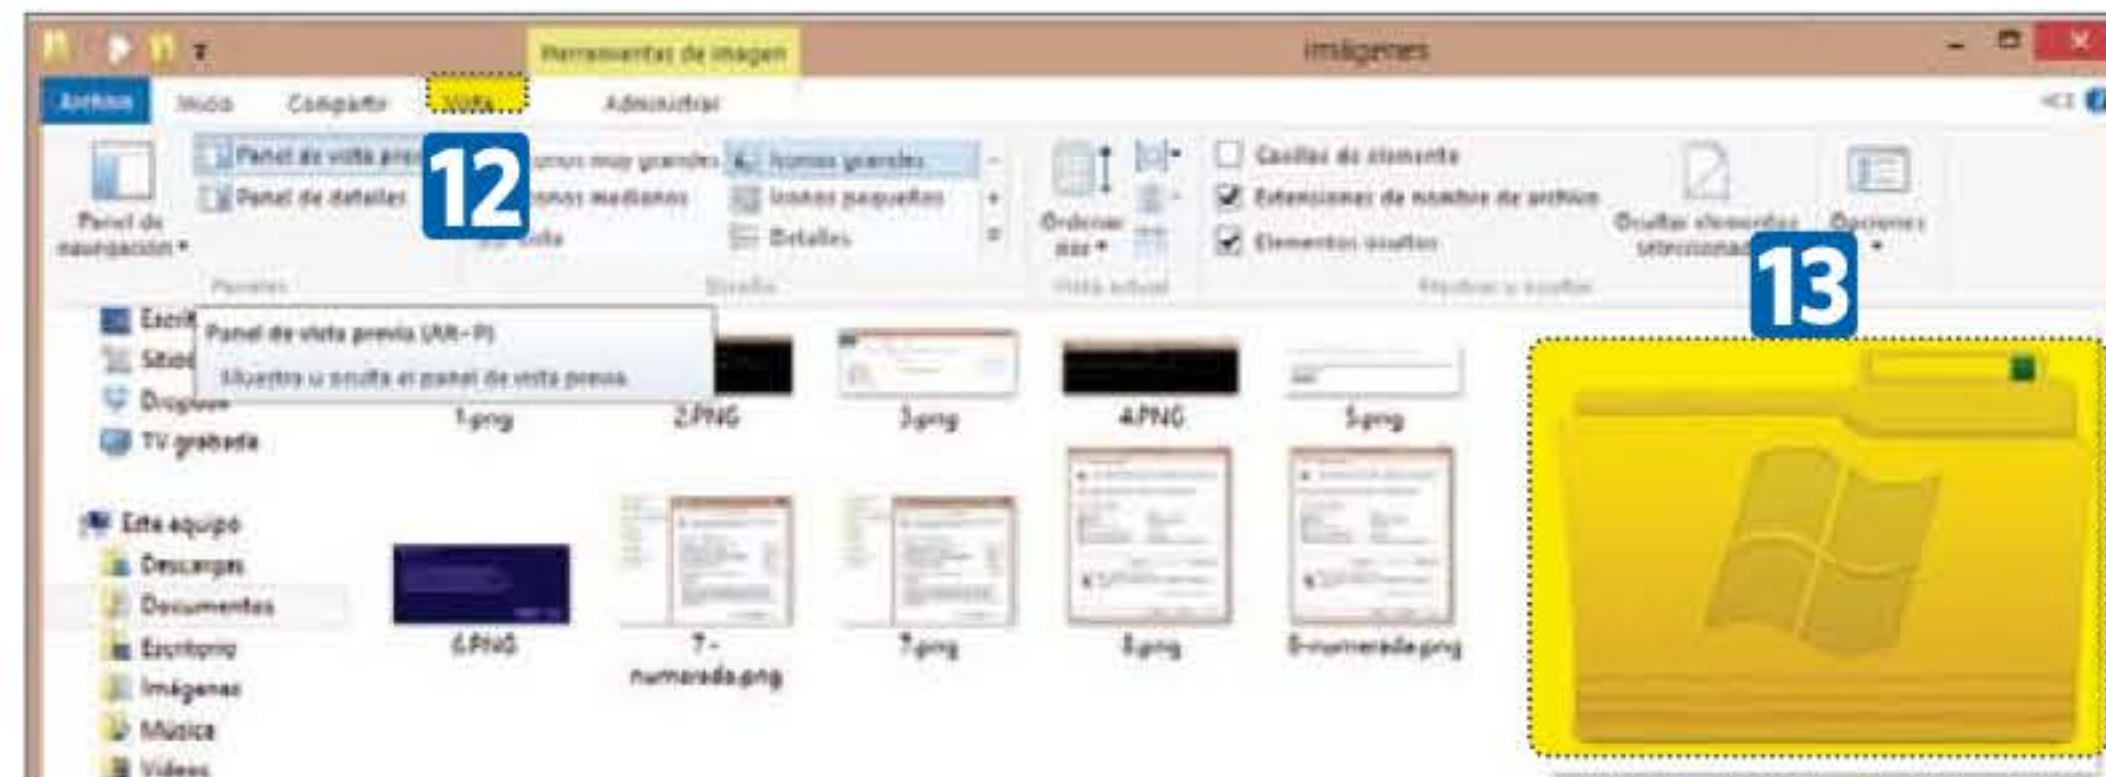 Herramientas de imagen
imágenes
Archivo Inicio Compartir Vista Administrar
12
Panel de vista
Iconos muy grandes
Iconos grandes
Panel de detalles
Iconos medianos
Iconos pequeños
Lista
Detalles
Panel de
navegación
Paneles
Diseño
Ordenar
Vista actual
Casillas de elemento
Extensiones de nombre de archivo
Elementos ocultos
Ocultar elementos
Opciones
Mostrar u ocultar
13
Panel de vista previa (Alt+P)
Muestra u oculta el panel de vista previa.
TV grabada
Este equipo
Descargas
Documentos
Escritorio
Imágenes
Música
Vídeos
1.png
2.PNG
3.png
4.PNG
5.png
6.PNG
7-
numerada.png
7.png
8.png
8-numerada.png